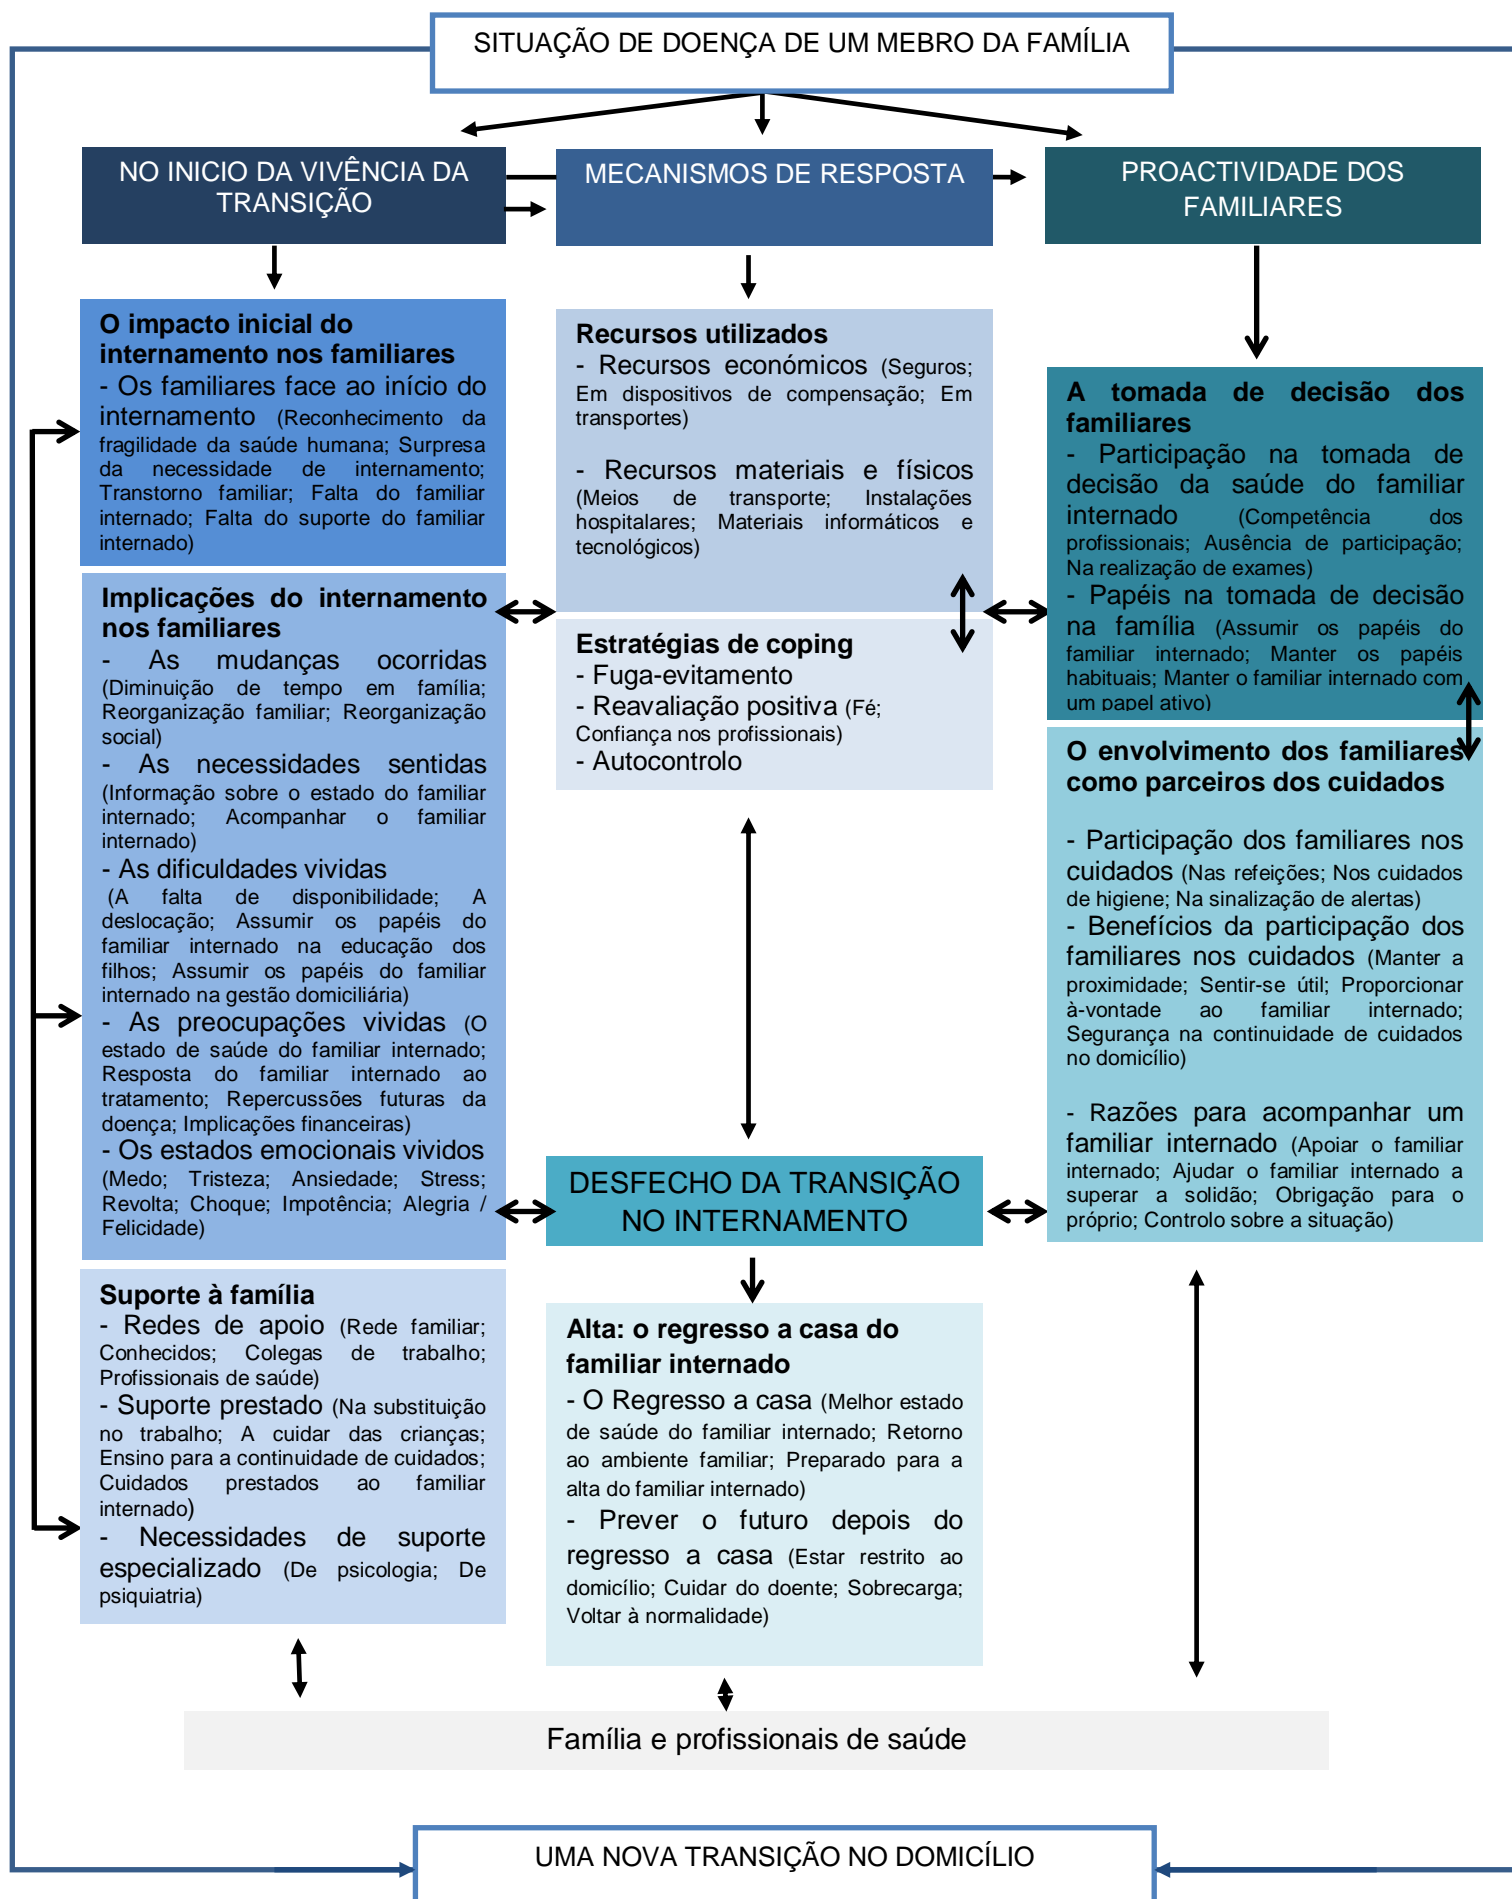 SITUAÇÃO DE DOENÇA DE UM MEBRO DA FAMÍLIA
NO INICIO DA VIVÊNCIA DA
TRANSIÇÃO
MECANISMOS DE RESPOSTA
PROACTIVIDADE DOS
FAMILIARES
O impacto inicial do
internamento nos familiares
- Os familiares face ao início do
internamento (Reconhecimento da
fragilidade da saúde humana; Surpresa
da necessidade de internamento;
Transtorno familiar; Falta do familiar
internado; Falta do suporte do familiar
internado)
Implicações do internamento
nos familiares
- As mudanças ocorridas
(Diminuição de tempo em família;
Reorganização familiar; Reorganização
social)
- As necessidades sentidas
(Informação sobre o estado do familiar
internado; Acompanhar o familiar
internado)
- As dificuldades vividas
(A falta de disponibilidade; A
deslocação; Assumir os papéis do
familiar internado na educação dos
filhos; Assumir os papéis do familiar
internado na gestão domiciliária)
- As preocupações vividas (O
estado de saúde do familiar internado;
Resposta do familiar internado ao
tratamento; Repercussões futuras da
doença; Implicações financeiras)
- Os estados emocionais vividos
(Medo; Tristeza; Ansiedade; Stress;
Revolta; Choque; Impotência; Alegria /
Felicidade)
Suporte à família
- Redes de apoio (Rede familiar;
Conhecidos; Colegas de trabalho;
Profissionais de saúde)
- Suporte prestado (Na substituição
no trabalho; A cuidar das crianças;
Ensino para a continuidade de cuidados;
Cuidados prestados ao familiar
internado)
- Necessidades de suporte
especializado (De psicologia; De
psiquiatria)
Recursos utilizados
- Recursos económicos (Seguros;
Em dispositivos de compensação; Em
transportes)
- Recursos materiais e físicos
(Meios de transporte; Instalações
hospitalares; Materiais informáticos e
tecnológicos)
Estratégias de coping
- Fuga-evitamento
- Reavaliação positiva (Fé;
Confiança nos profissionais)
- Autocontrolo
DESFECHO DA TRANSIÇÃO
NO INTERNAMENTO
Alta: o regresso a casa do
familiar internado
- O Regresso a casa (Melhor estado
de saúde do familiar internado; Retorno
ao ambiente familiar; Preparado para a
alta do familiar internado)
- Prever o futuro depois do
regresso a casa (Estar restrito ao
domicílio; Cuidar do doente; Sobrecarga;
Voltar à normalidade)
A tomada de decisão dos
familiares
- Participação na tomada de
decisão da saúde do familiar
internado (Competência dos
profissionais; Ausência de participação;
Na realização de exames)
- Papéis na tomada de decisão
na família (Assumir os papéis do
familiar internado; Manter os papéis
habituais; Manter o familiar internado com
um papel ativo)
O envolvimento dos familiares
como parceiros dos cuidados
- Participação dos familiares nos
cuidados (Nas refeições; Nos cuidados
de higiene; Na sinalização de alertas)
- Benefícios da participação dos
familiares nos cuidados (Manter a
proximidade; Sentir-se útil; Proporcionar
à-vontade ao familiar internado;
Segurança na continuidade de cuidados
no domicílio)
- Razões para acompanhar um
familiar internado (Apoiar o familiar
internado; Ajudar o familiar internado a
superar a solidão; Obrigação para o
próprio; Controlo sobre a situação)
Família e profissionais de saúde
UMA NOVA TRANSIÇÃO NO DOMICÍLIO